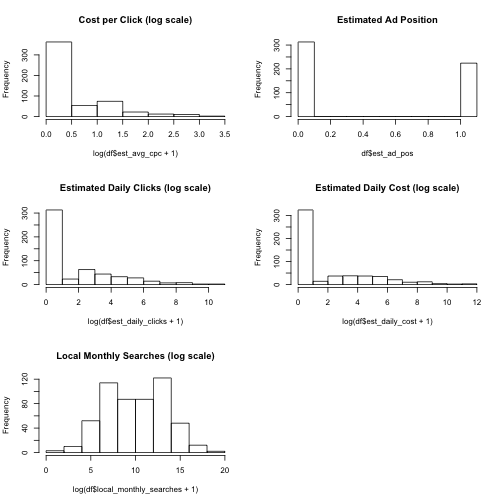 Cost per Click (log scale)
Frequency
0 100 300
0.0 0.5 1.0 1.5 2.0 2.5 3.0 3.5
log(df$est_avg_cpc + 1)
Estimated Ad Position
Frequency
0 100 300
0.0 0.2 0.4 0.6 0.8 1.0
df$est_ad_pos
Estimated Daily Clicks (log scale)
Frequency
0 100 300
0 2 4 6 8 10
log(df$est_daily_clicks + 1)
Estimated Daily Cost (log scale)
Frequency
0 100 300
0 2 4 6 8 10 12
log(df$est_daily_cost + 1)
Local Monthly Searches (log scale)
Frequency
0 40 80 120
0 5 10 15 20
log(df$local_monthly_searches + 1)